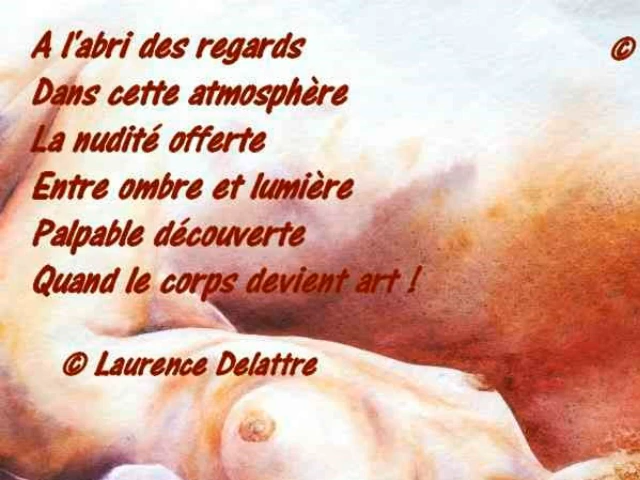 A l'abri des regards
©
Dans cette atmosphère
La nudité offerte
Entre ombre et lumière
Palpable découverte
Quand le corps devient art !
© Laurence Delattre